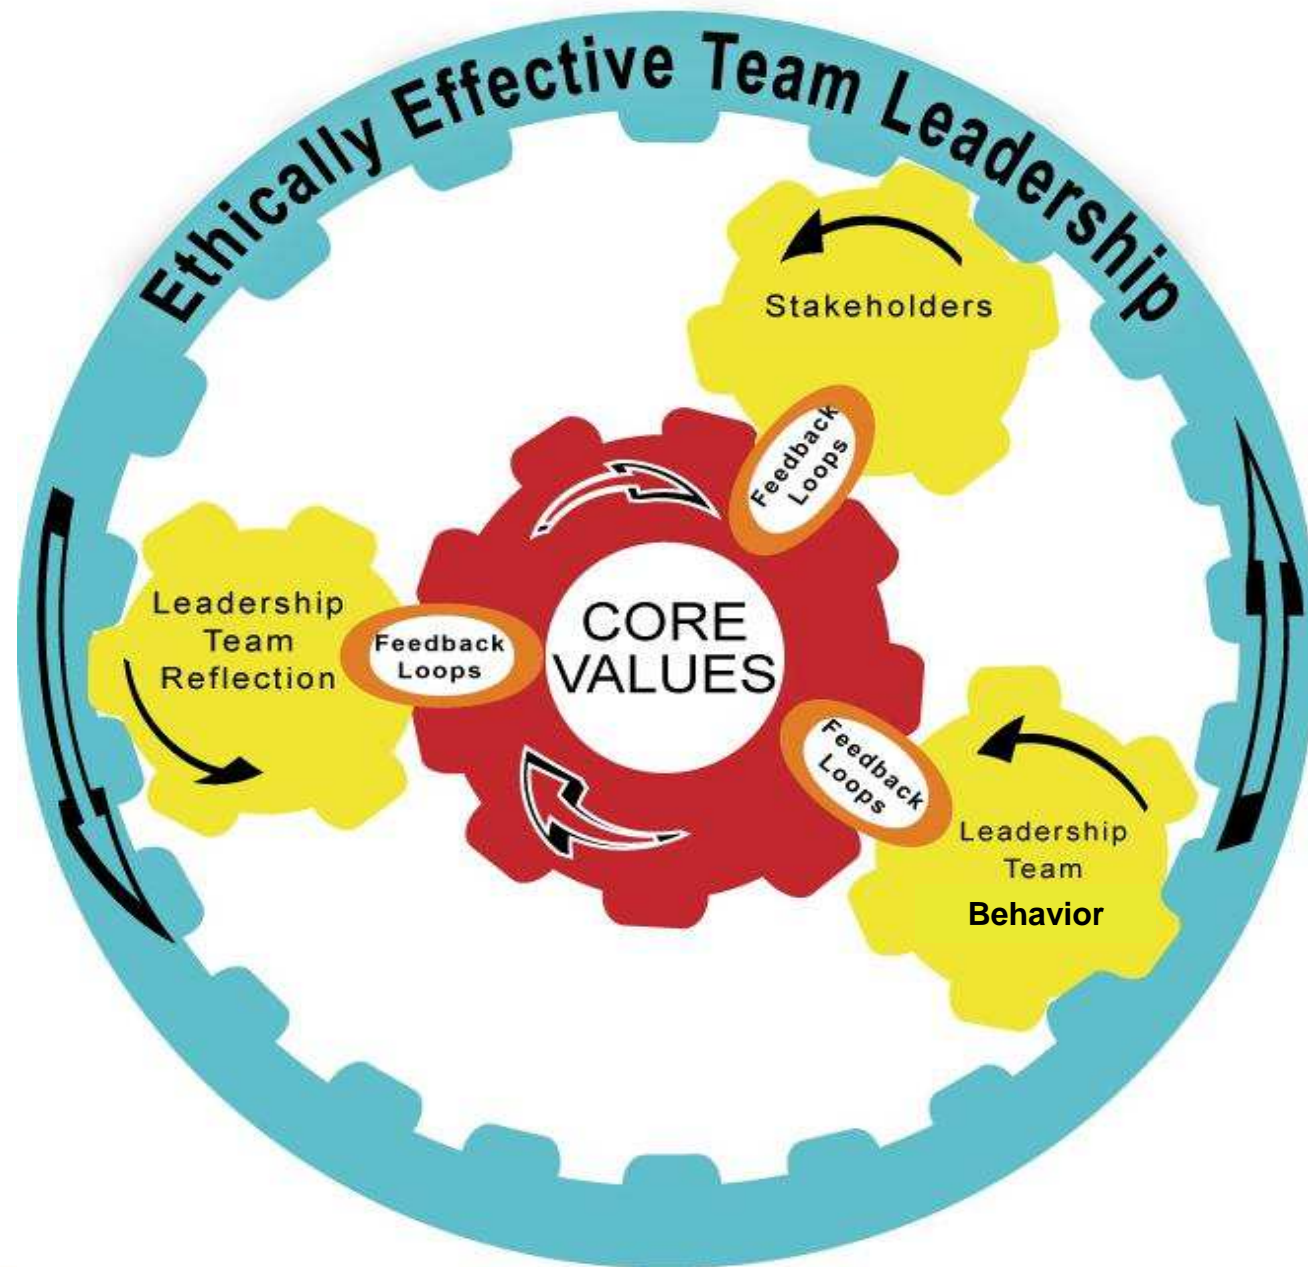 Ethically Effective Team Leadership
Stakeholders
Feedback
Loops
Leadership
Team
Reflection
Feedback
Loops
CORE
VALUES
Feedback
Loops
Leadership
Team
Behavior